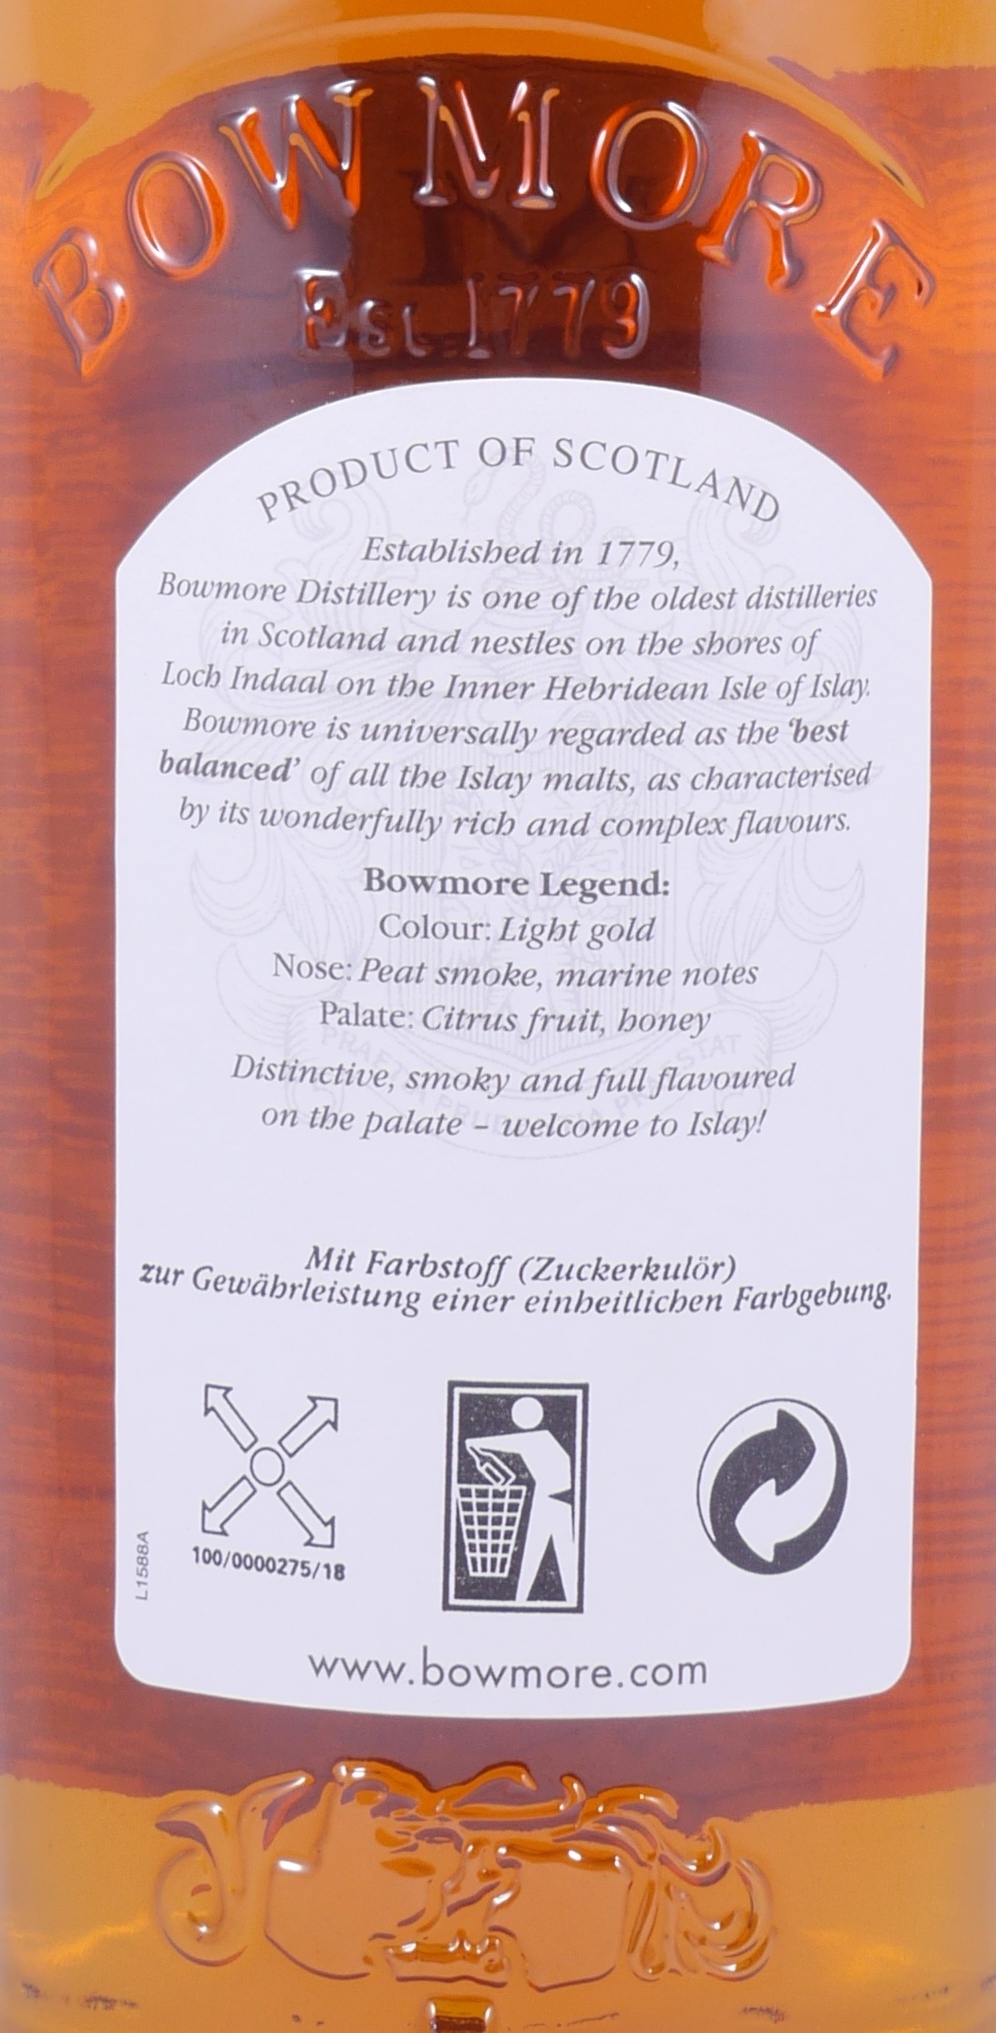 BOWMORE
Est. 1779
PRODUCT OF SCOTLAND
Established in 1779,
Bowmore Distillery is one of the oldest distilleries
in Scotland and nestles on the shores of
Loch Indaal on the Inner Hebridean Isle of Islay.
Bowmore is universally regarded as the ‘best
balanced’ of all the Islay malts, as characterised
by its wonderfully rich and complex flavours.
Bowmore Legend:
Colour: Light gold
Nose: Peat smoke, marine notes
Palate: Citrus fruit, honey
Distinctive, smoky and full flavoured
on the palate – welcome to Islay!
Mit Farbstoff (Zuckerkulör)
zur Gewährleistung einer einheitlichen Farbgebung.
100/0000275/18
L1588A
www.bowmore.com